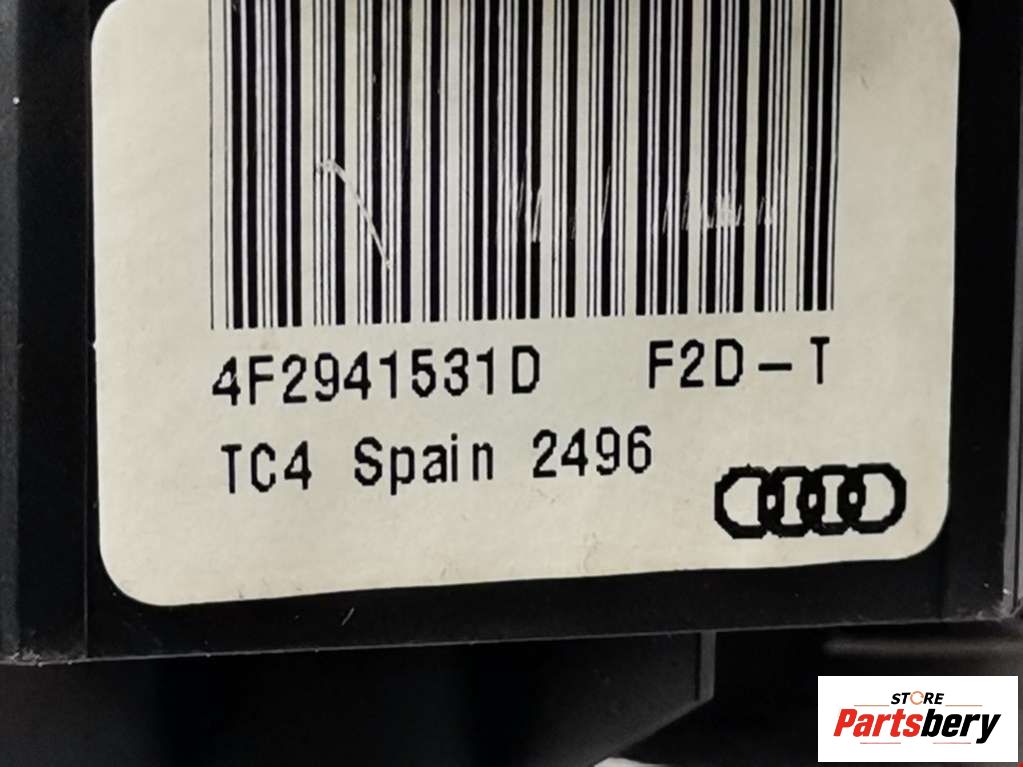 4F2941531D F2D-T
TC4 Spain 2496
STORE
Partsbery